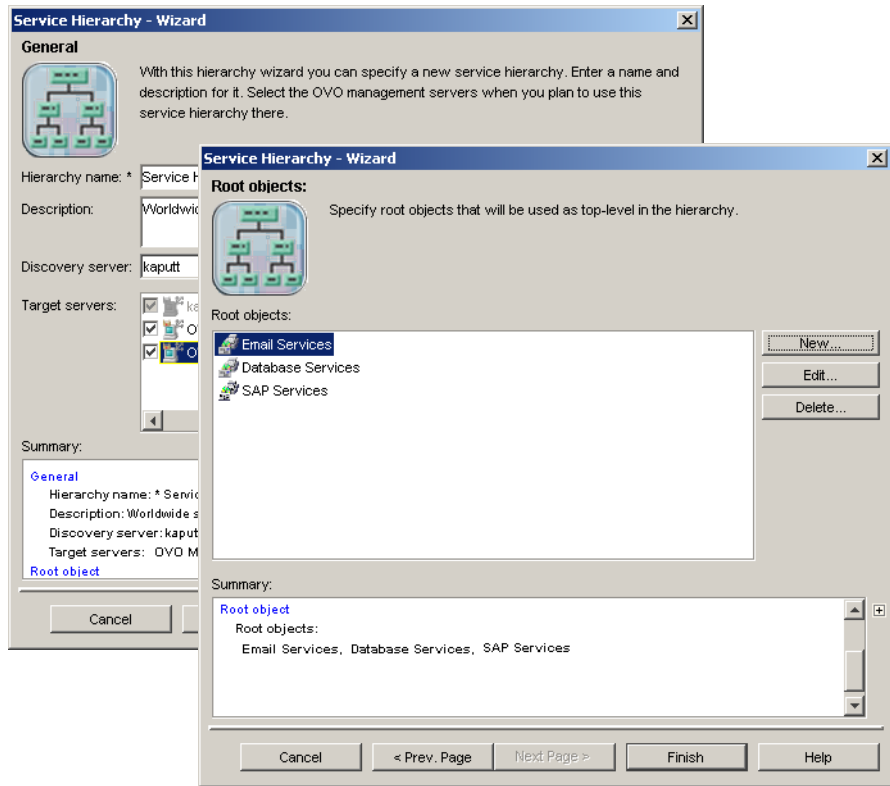 Service Hierarchy - Wizard
General
With this hierarchy wizard you can specify a new service hierarchy. Enter a name and
description for it. Select the OVO management servers when you plan to use this
service hierarchy there.
Hierarchy name: * Service
Description: Worldwid
Discovery server: kaputt
Target servers:
Summary:
General
Hierarchy name: * Servic
Description: Worldwide s
Discovery server: kaput
Target servers: OVO M
Root object
Cancel
Service Hierarchy - Wizard
Root objects:
Specify root objects that will be used as top-level in the hierarchy.
Root objects:
Email Services
Database Services
SAP Services
New...
Edit...
Delete...
Summary:
Root object
Root objects:
Email Services, Database Services, SAP Services
Cancel
< Prev. Page
Next Page >
Finish
Help